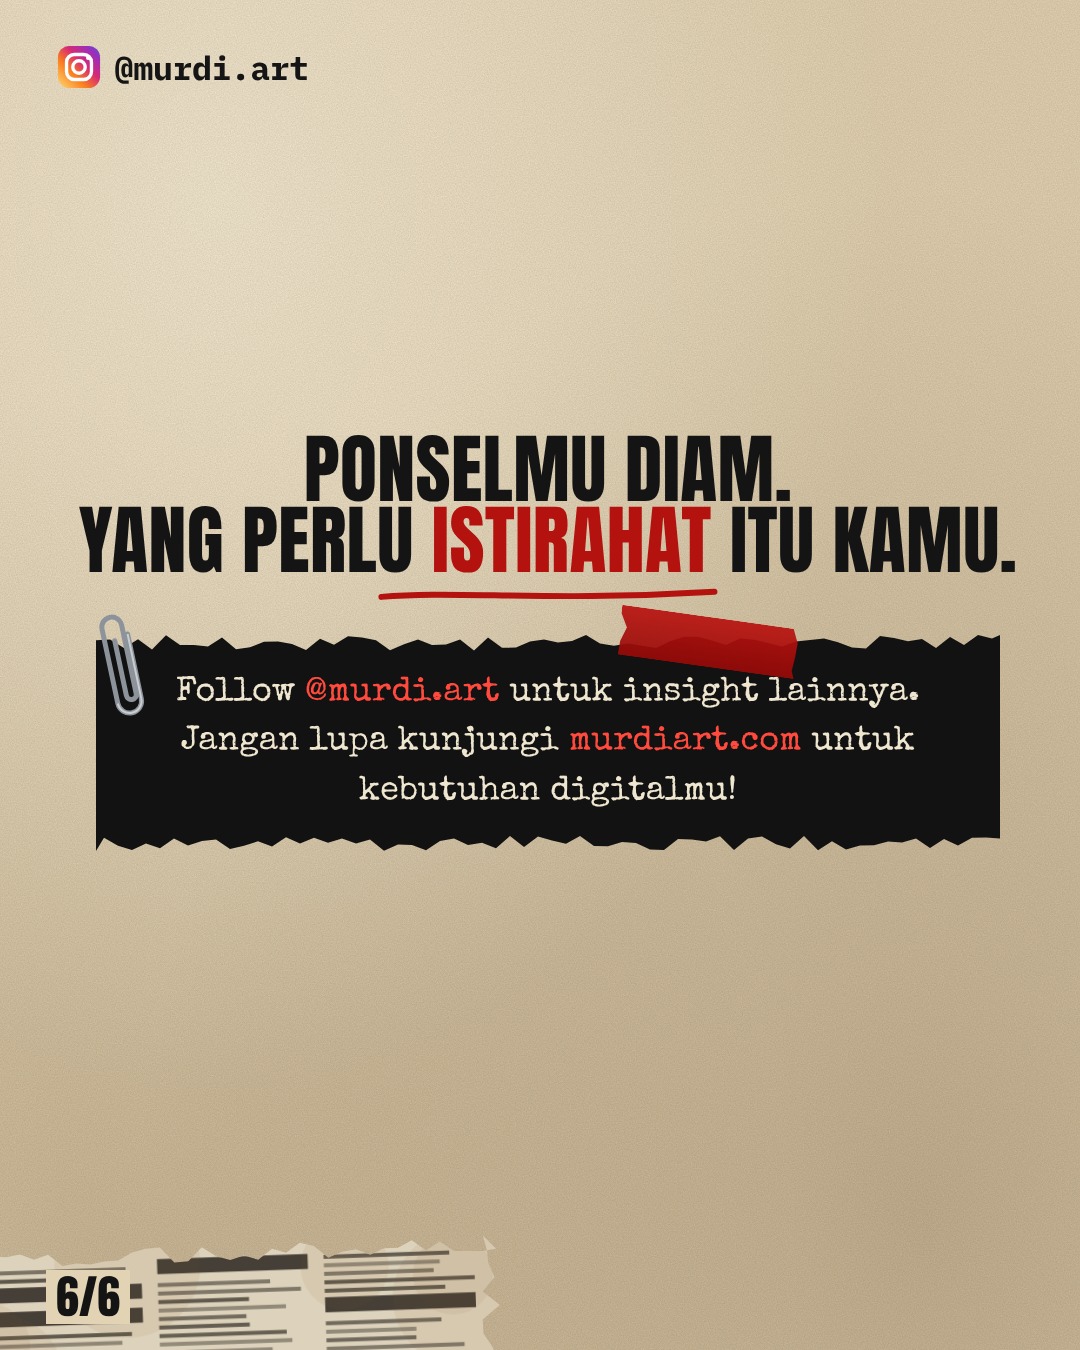 @murdi.art
PONSELMU DIAM.
YANG PERLU ISTIRAHAT ITU KAMU.
Follow @murdi.art untuk insight lainnya.
Jangan lupa kunjungi murdiart.com untuk
kebutuhan digitalmu!
6/6